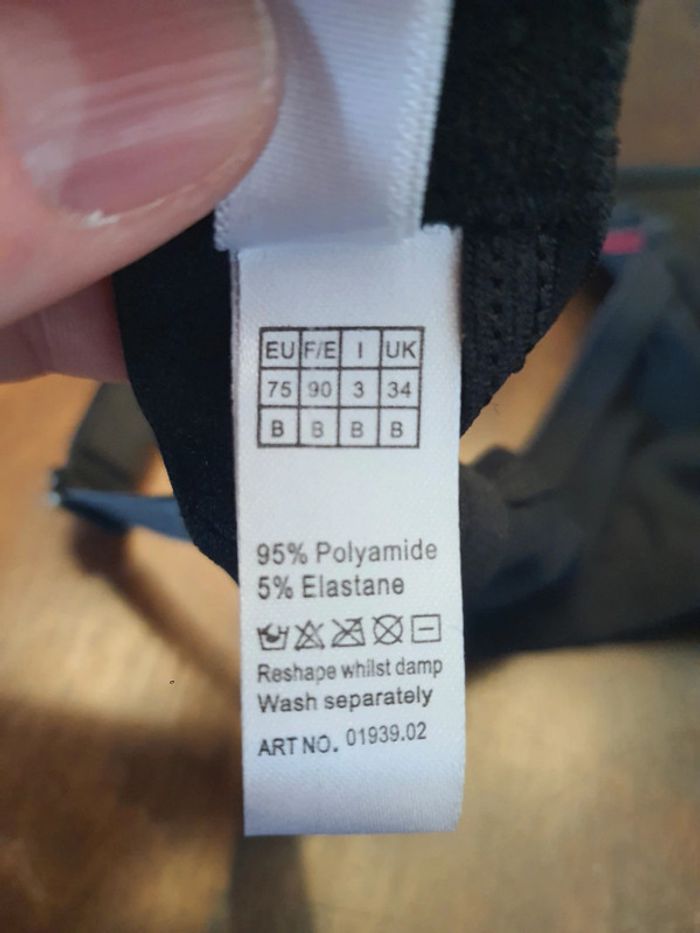 EU F/E I UK
75 90 3 34
B B B B
95% Polyamide
5% Elastane
Reshape whilst damp
Wash separately
ART NO. 01939.02